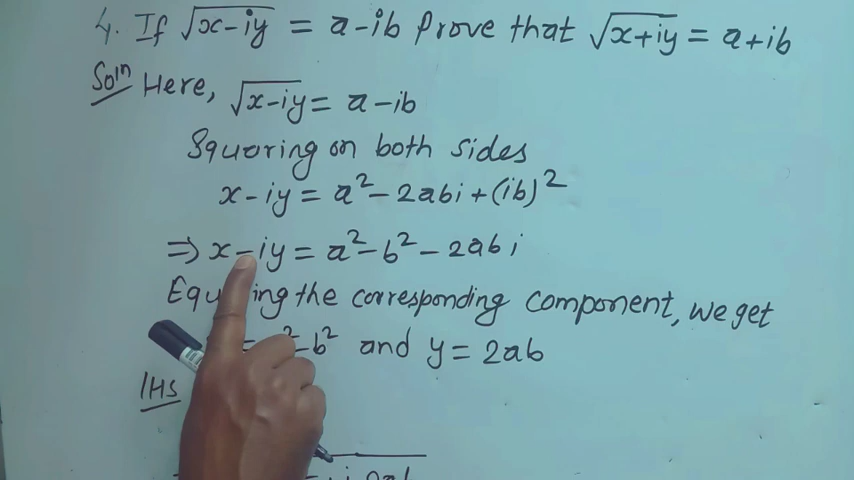 4. If √x-iy = a-ib Prove that √x+iy = a+ib
Soln Here, √x-iy = a-ib
Squaring on both sides
x-iy = a²-2abi+(ib)²
⇒ x-iy = a²-b²-2abi
the corresponding component, we get
-b² and y = 2ab
LHS